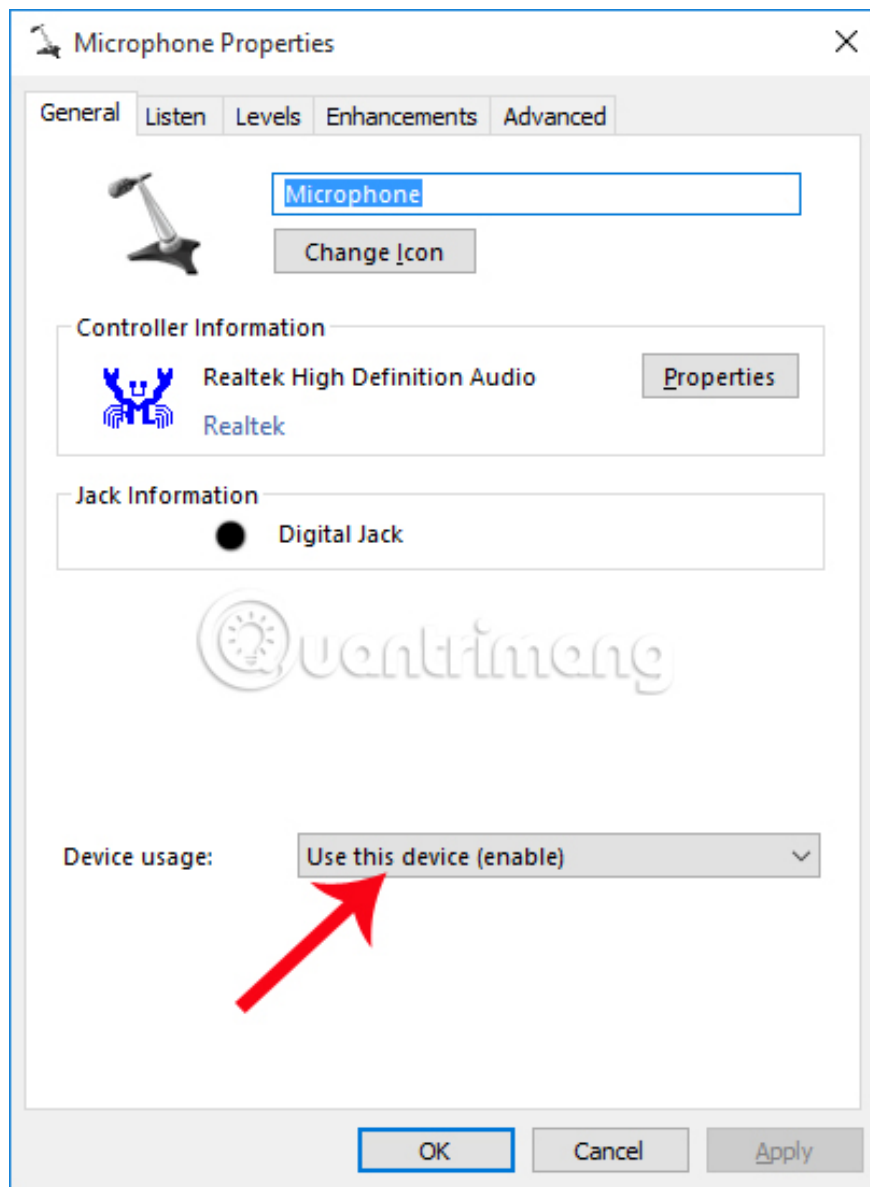 Microphone Properties
General Listen Levels Enhancements Advanced
Microphone
Change Icon
Controller Information
Realtek High Definition Audio Properties
Realtek
Jack Information
Digital Jack
Quantrimang
Device usage: Use this device (enable)
OK Cancel Apply